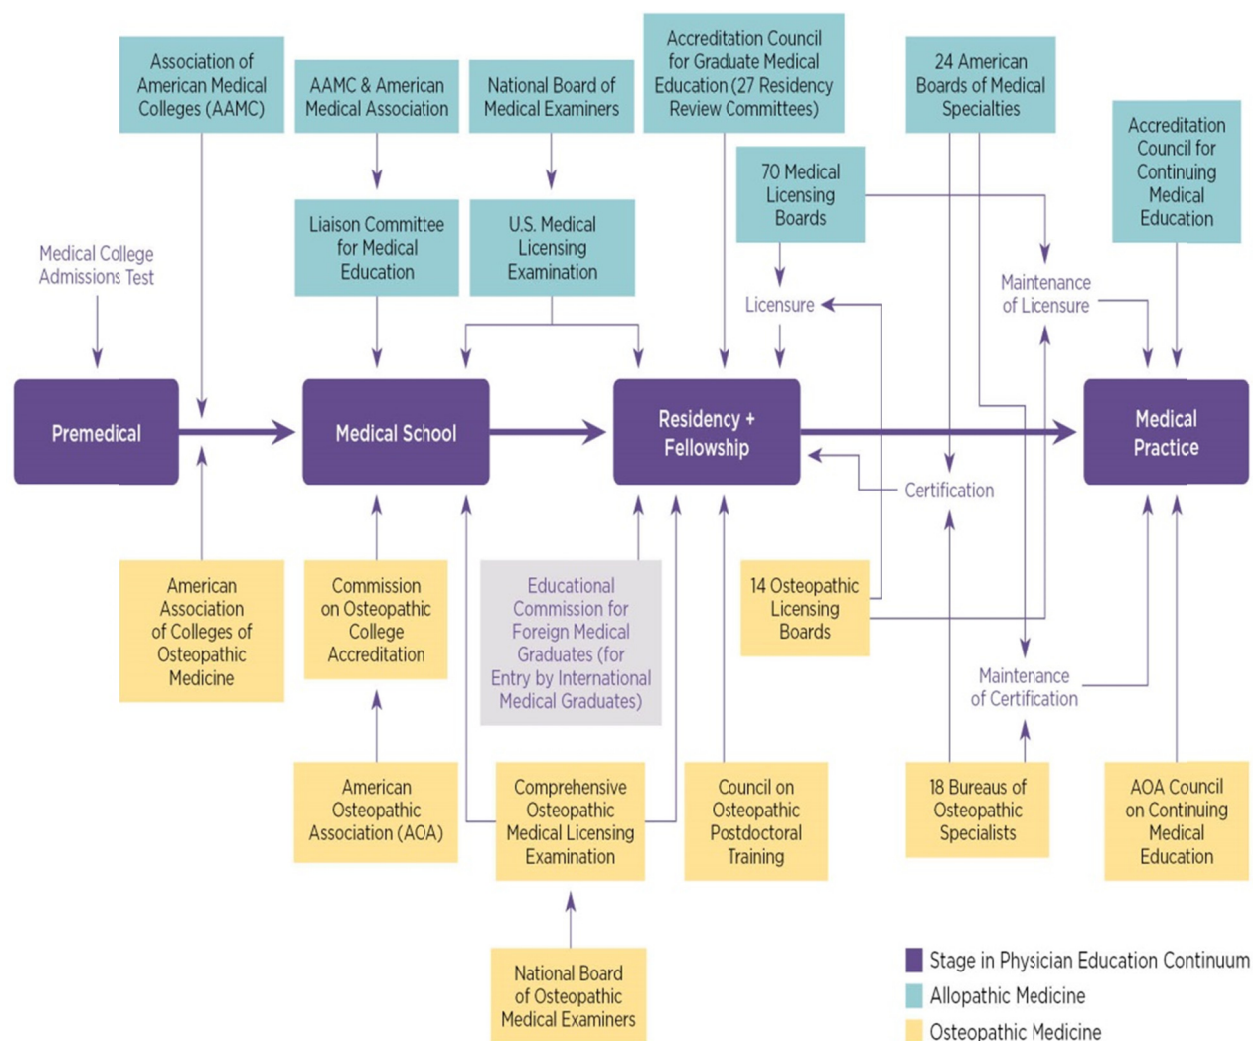 Association of
American Medical
Colleges (AAMC)
AAMC & American
Medical Association
National Board of
Medical Examiners
Accreditation Council
for Graduate Medical
Education (27 Residency
Review Committees)
24 American
Boards of Medical
Specialties
Accreditation
Council for
Continuing
Medical
Education
70 Medical
Licensing
Boards
Liaison Committee
for Medical
Education
U.S. Medical
Licensing
Examination
Medical College
Admissions Test
Licensure
Maintenance
of Licensure
Premedical
Medical School
Residency +
Fellowship
Medical
Practice
Certification
American
Association
of Colleges of
Osteopathic
Medicine
Commission
on Osteopathic
College
Accreditation
Educational
Commission for
Foreign Medical
Graduates (for
Entry by International
Medical Graduates)
14 Osteopathic
Licensing
Boards
Maintenance
of Certification
American
Osteopathic
Association (AOA)
Comprehensive
Osteopathic
Medical Licensing
Examination
Council on
Osteopathic
Postdoctoral
Training
18 Bureaus of
Osteopathic
Specialists
AOA Council
on Continuing
Medical
Education
National Board
of Osteopathic
Medical Examiners
Stage in Physician Education Continuum
Allopathic Medicine
Osteopathic Medicine